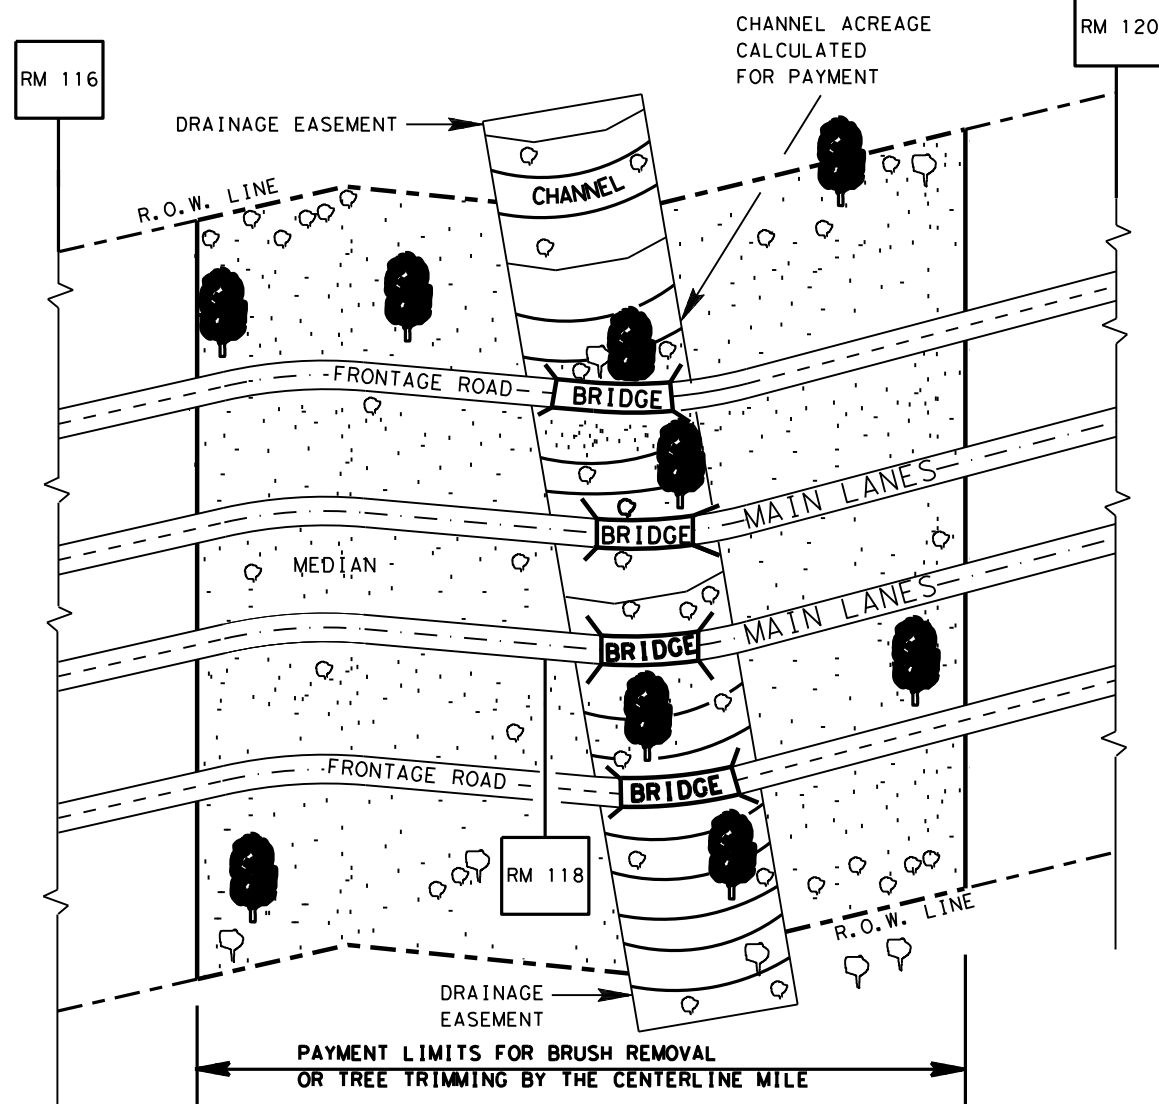 CHANNEL ACREAGE
CALCULATED
FOR PAYMENT
RM 120
RM 116
DRAINAGE EASEMENT
R.O.W. LINE
CHANNEL
FRONTAGE ROAD
BRIDGE
MAIN LANES
BRIDGE
MEDIAN
MAIN LANES
BRIDGE
FRONTAGE ROAD
BRIDGE
RM 118
R.O.W. LINE
DRAINAGE
EASEMENT
PAYMENT LIMITS FOR BRUSH REMOVAL
OR TREE TRIMMING BY THE CENTERLINE MILE